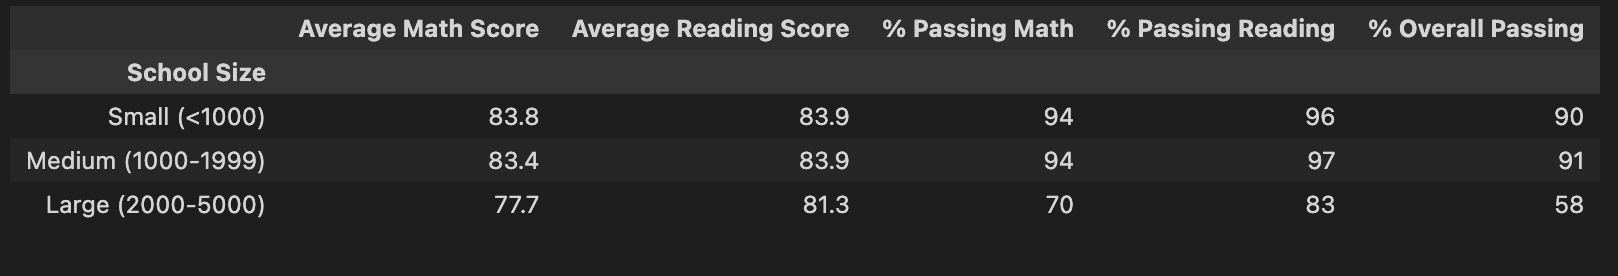 Average Math Score Average Reading Score % Passing Math % Passing Reading % Overall Passing
School Size
Small (<1000) 83.8 83.9 94 96 90
Medium (1000-1999) 83.4 83.9 94 97 91
Large (2000-5000) 77.7 81.3 70 83 58